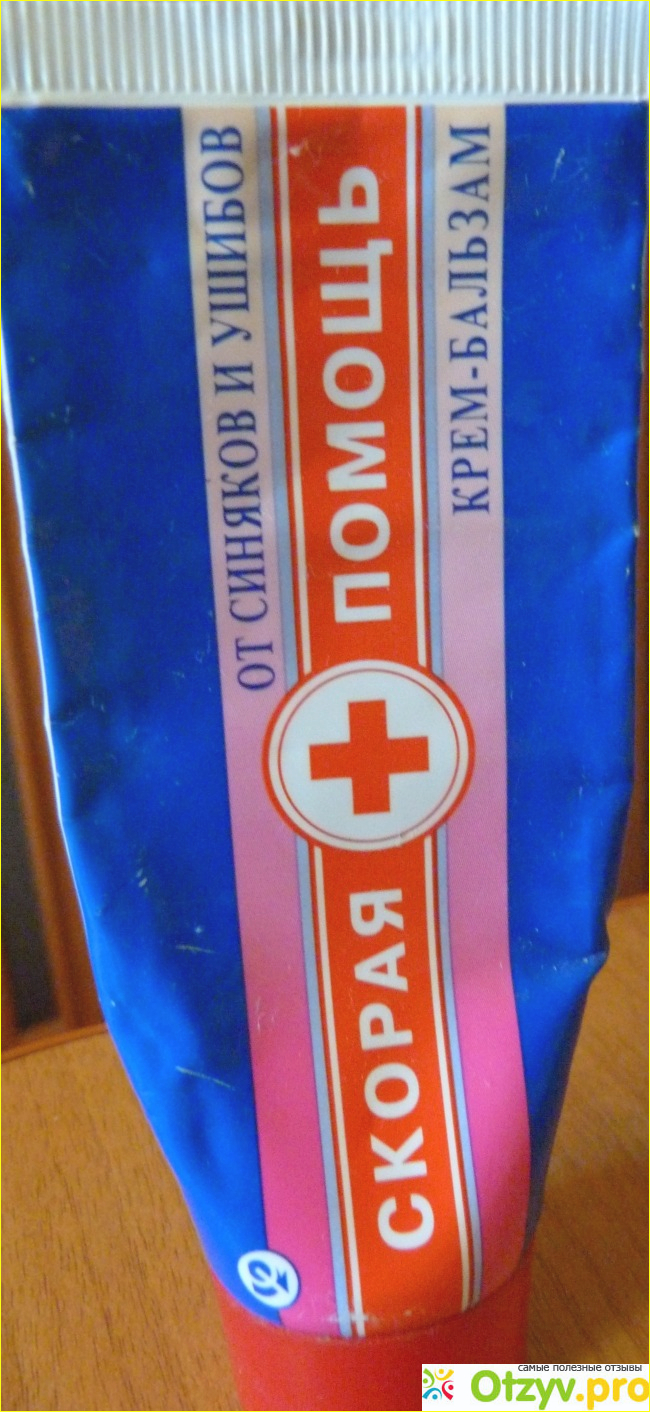 ОТ СИНЯКОВ И УШИБОВ
СКОРАЯ ПОМОЩЬ
КРЕМ-БАЛЬЗАМ
самые полезные отзывы
Otzyv.pro